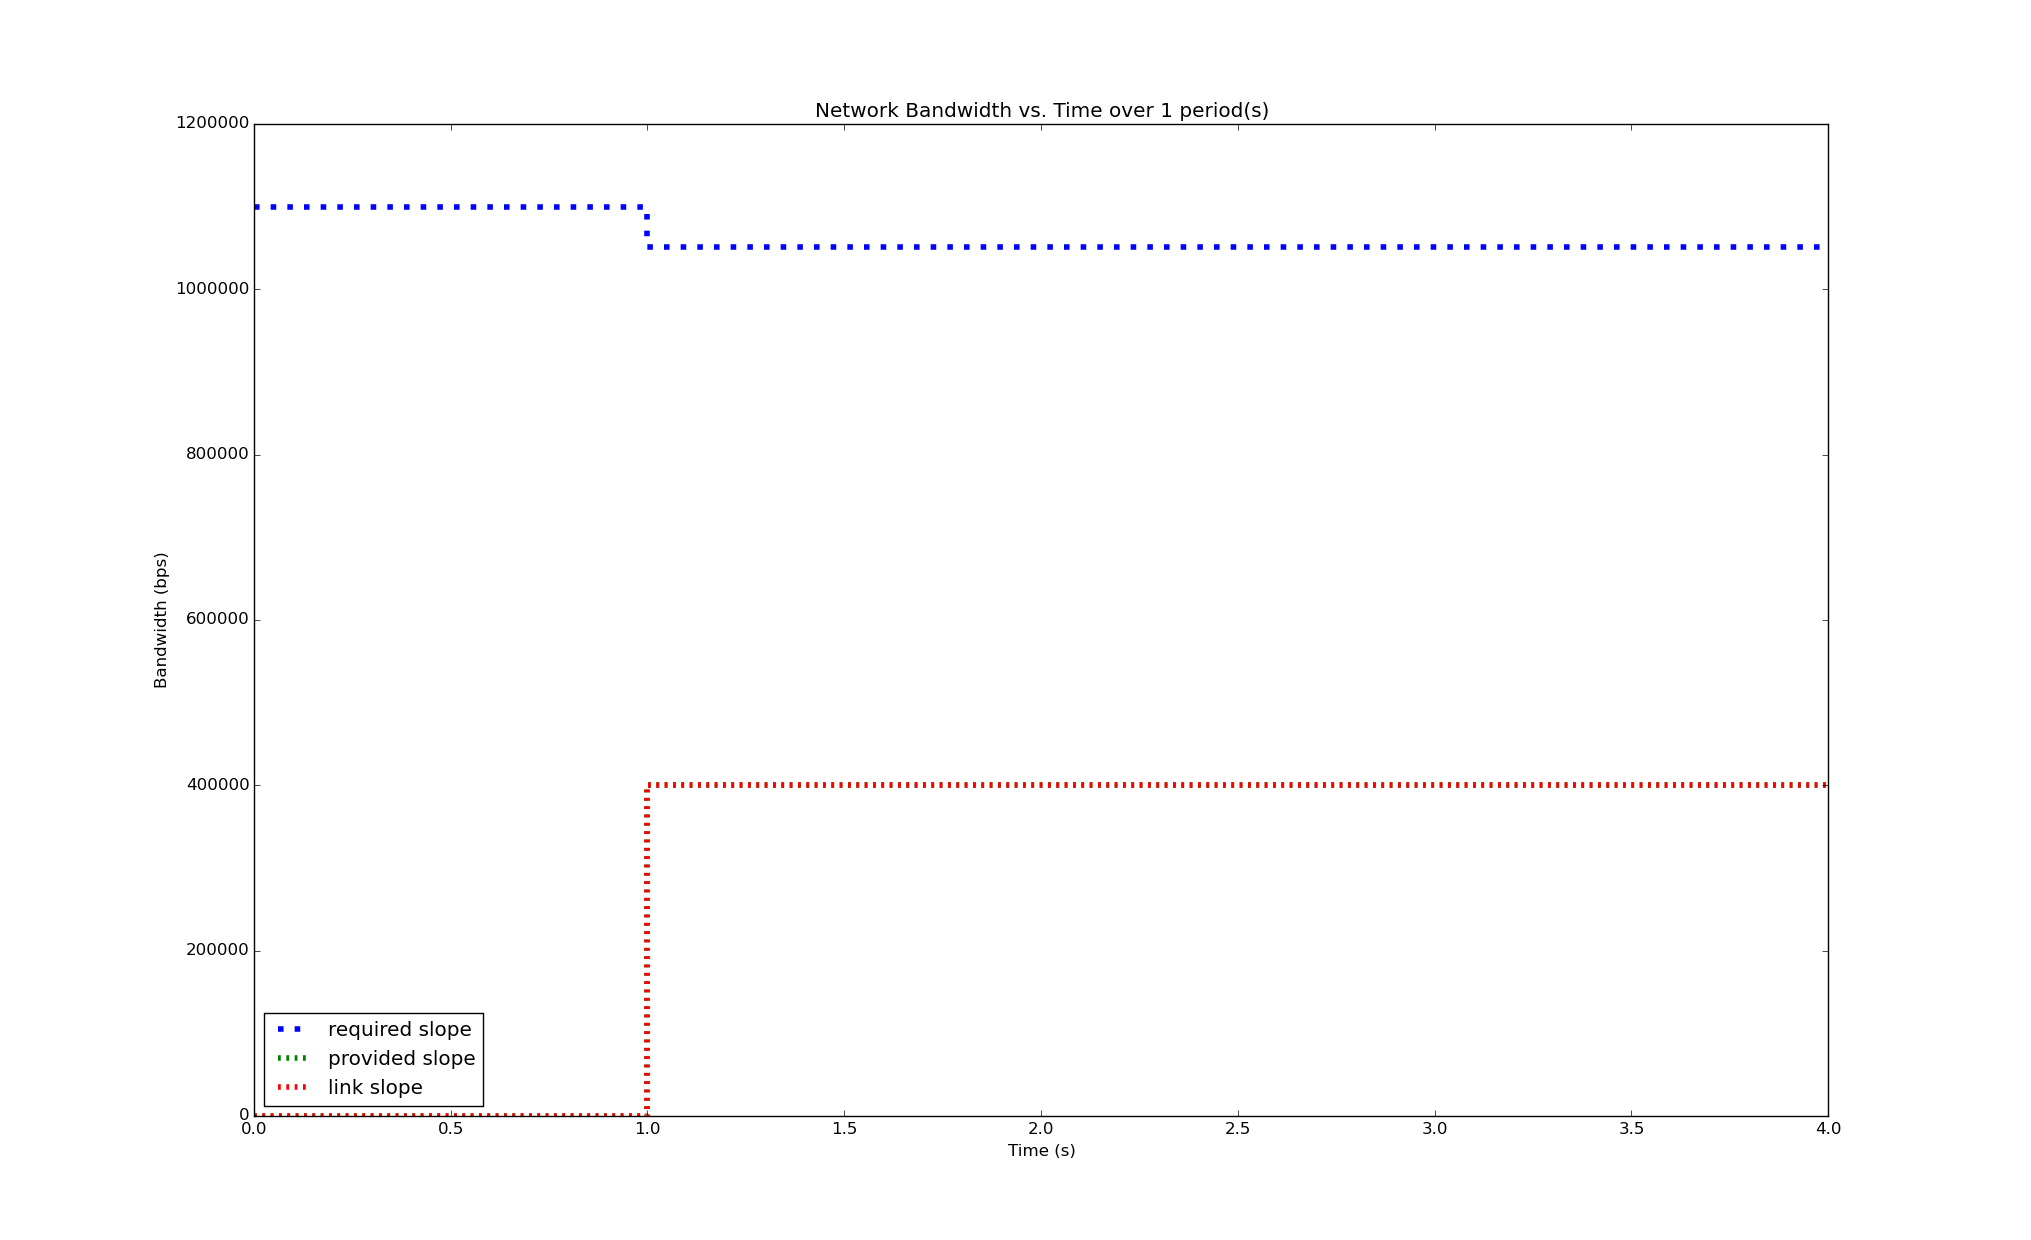 Network Bandwidth vs. Time over 1 period(s)
1200000
1000000
800000
600000
400000
200000
0
Bandwidth (bps)
required slope
provided slope
link slope
0.0 0.5 1.0 1.5 2.0 2.5 3.0 3.5 4.0
Time (s)